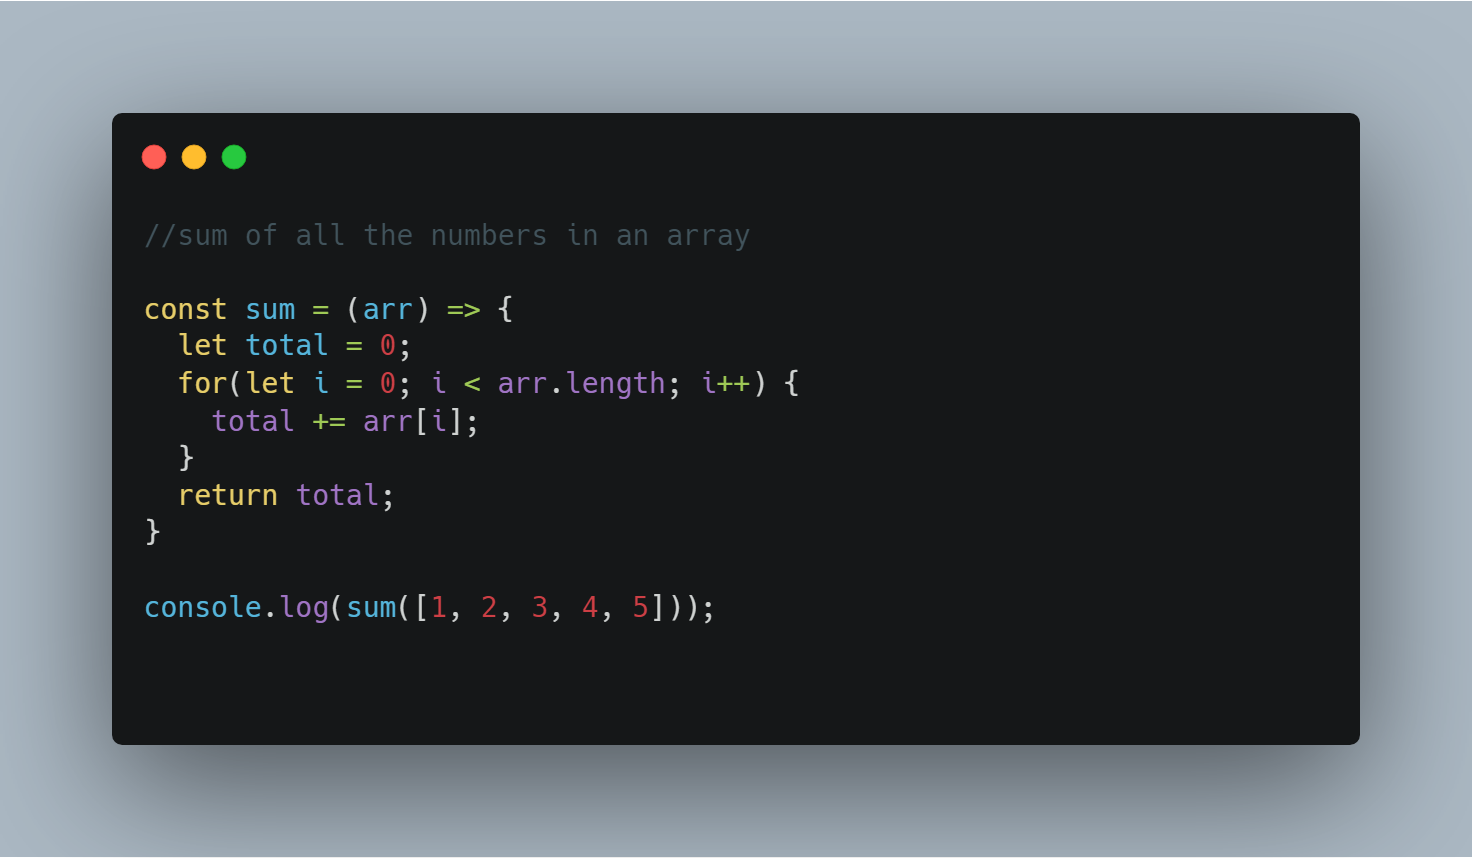 //sum of all the numbers in an array
const sum = (arr) => {
  let total = 0;
  for(let i = 0; i < arr.length; i++) {
    total += arr[i];
  }
  return total;
}
console.log(sum([1, 2, 3, 4, 5]));